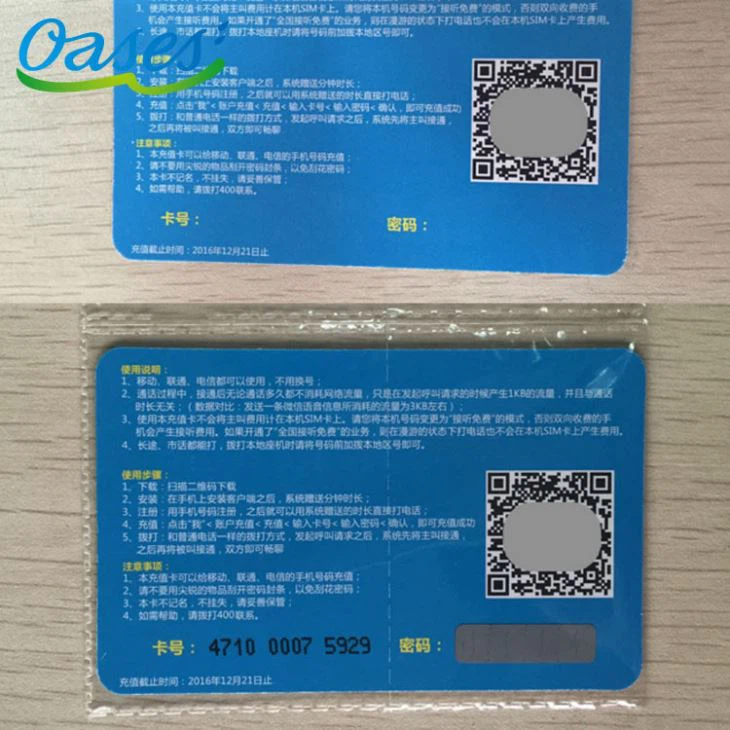 Oases
3、使用本充值卡不会将主叫费用计在本机SIM卡上。请您将本机号码变更为"接听免费"的模式，否则双向收费的手
机会产生接听费用。如果开通了"全国接听免费"的业务，则在漫游的状态下打电话也不会在本机SIM卡上产生费用。
4、长途、市话都能打，拨打本地座机时请将号码前加拨本地区号即可。
使用步骤：
1、下载：扫描二维码下载
2、安装：在手机上安装客户端之后，系统赠送分钟时长；
3、注册：用手机号码注册，之后就可以用系统赠送的时长直接打电话；
4、充值：点击"我"< 账户充值< 充值< 输入卡号< 输入密码< 确认，即可充值成功
5、拨打：和普通电话一样的拨打方式，发起呼叫请求之后，系统先将主叫接通，
之后再将被叫接通，双方即可畅聊
注意事项：
1、本充值卡可以给移动、联通、电信的手机号码充值；
2、请不要用尖锐的物品刮开密码封条，以免刮花密码；
3、本卡不记名，不挂失，请妥善保管；
4、如需帮助，请拨打400联系。
卡号： 密码：
充值截止时间：2016年12月21日止
使用说明：
1、移动、联通、电信都可以使用，不用换号；
2、通话过程中，接通后无论通话多久都不消耗网络流量，只是在发起呼叫请求的时候产生1KB的流量，并且与通话
时长无关；（数据对比：发送一条微信语音信息所消耗的流量为3KB左右）；
3、使用本充值卡不会将主叫费用计在本机SIM卡上。请您将本机号码变更为"接听免费"的模式，否则双向收费的手
机会产生接听费用。如果开通了"全国接听免费"的业务，则在漫游的状态下打电话也不会在本机SIM卡上产生费用。
4、长途、市话都能打，拨打本地座机时请将号码前加拨本地区号即可。
使用步骤：
1、下载：扫描二维码下载
2、安装：在手机上安装客户端之后，系统赠送分钟时长；
3、注册：用手机号码注册，之后就可以用系统赠送的时长直接打电话；
4、充值：点击"我"< 账户充值< 充值< 输入卡号< 输入密码< 确认，即可充值成功
5、拨打：和普通电话一样的拨打方式，发起呼叫请求之后，系统先将主叫接通，
之后再将被叫接通，双方即可畅聊
注意事项：
1、本充值卡可以给移动、联通、电信的手机号码充值；
2、请不要用尖锐的物品刮开密码封条，以免刮花密码；
3、本卡不记名，不挂失，请妥善保管；
4、如需帮助，请拨打400联系。
卡号： 4710 0007 5929 密码：
充值截止时间：2016年12月21日止